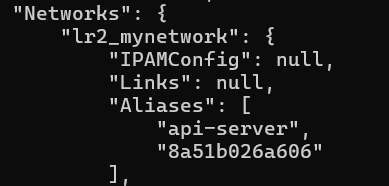 "Networks": {
"lr2_mynetwork": {
"IPAMConfig": null,
"Links": null,
"Aliases": [
"api-server",
"8a51b026a606"
],